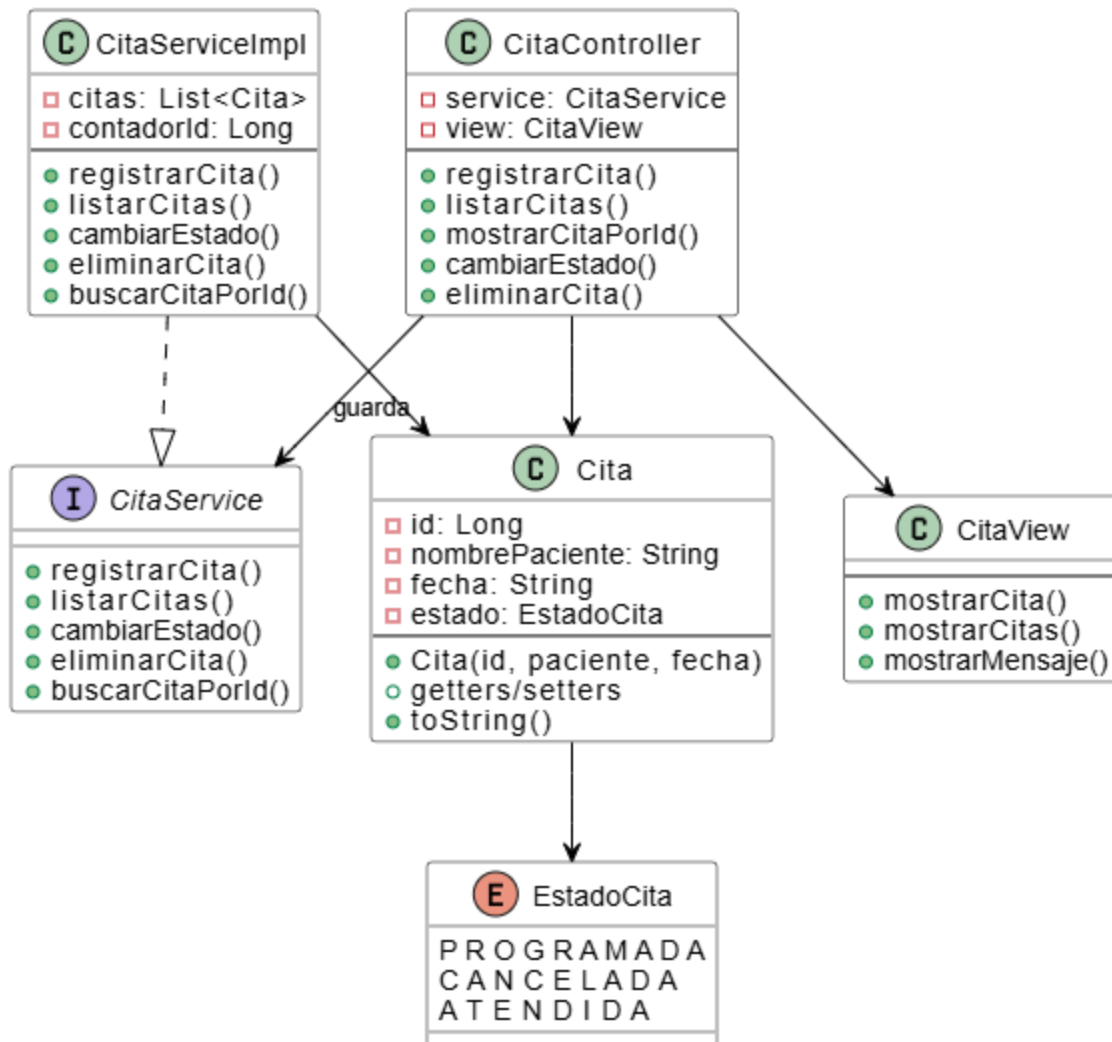 C CitaServiceImpl
citas: List<Cita>
contadorId: Long
registrarCita()
listarCitas()
cambiarEstado()
eliminarCita()
buscarCitaPorId()
C CitaController
service: CitaService
view: CitaView
registrarCita()
listarCitas()
mostrarCitaPorId()
cambiarEstado()
eliminarCita()
guarda
I CitaService
registrarCita()
listarCitas()
cambiarEstado()
eliminarCita()
buscarCitaPorId()
C Cita
id: Long
nombrePaciente: String
fecha: String
estado: EstadoCita
Cita(id, paciente, fecha)
getters/setters
toString()
C CitaView
mostrarCita()
mostrarCitas()
mostrarMensaje()
E EstadoCita
PROGRAMADA
CANCELADA
ATENDIDA